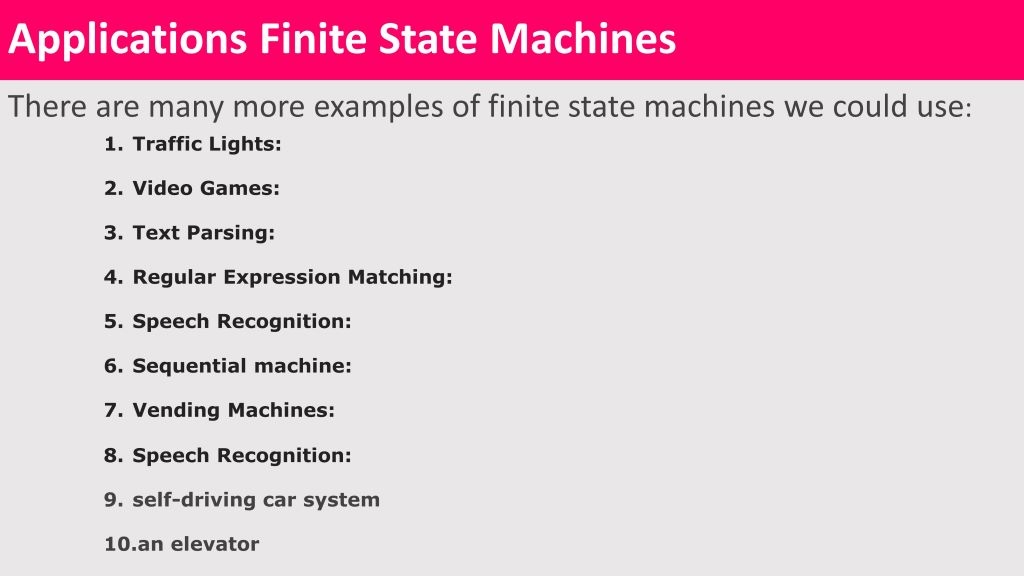 Applications Finite State Machines
There are many more examples of finite state machines we could use:
1. Traffic Lights:
2. Video Games:
3. Text Parsing:
4. Regular Expression Matching:
5. Speech Recognition:
6. Sequential machine:
7. Vending Machines:
8. Speech Recognition:
9. self-driving car system
10.an elevator